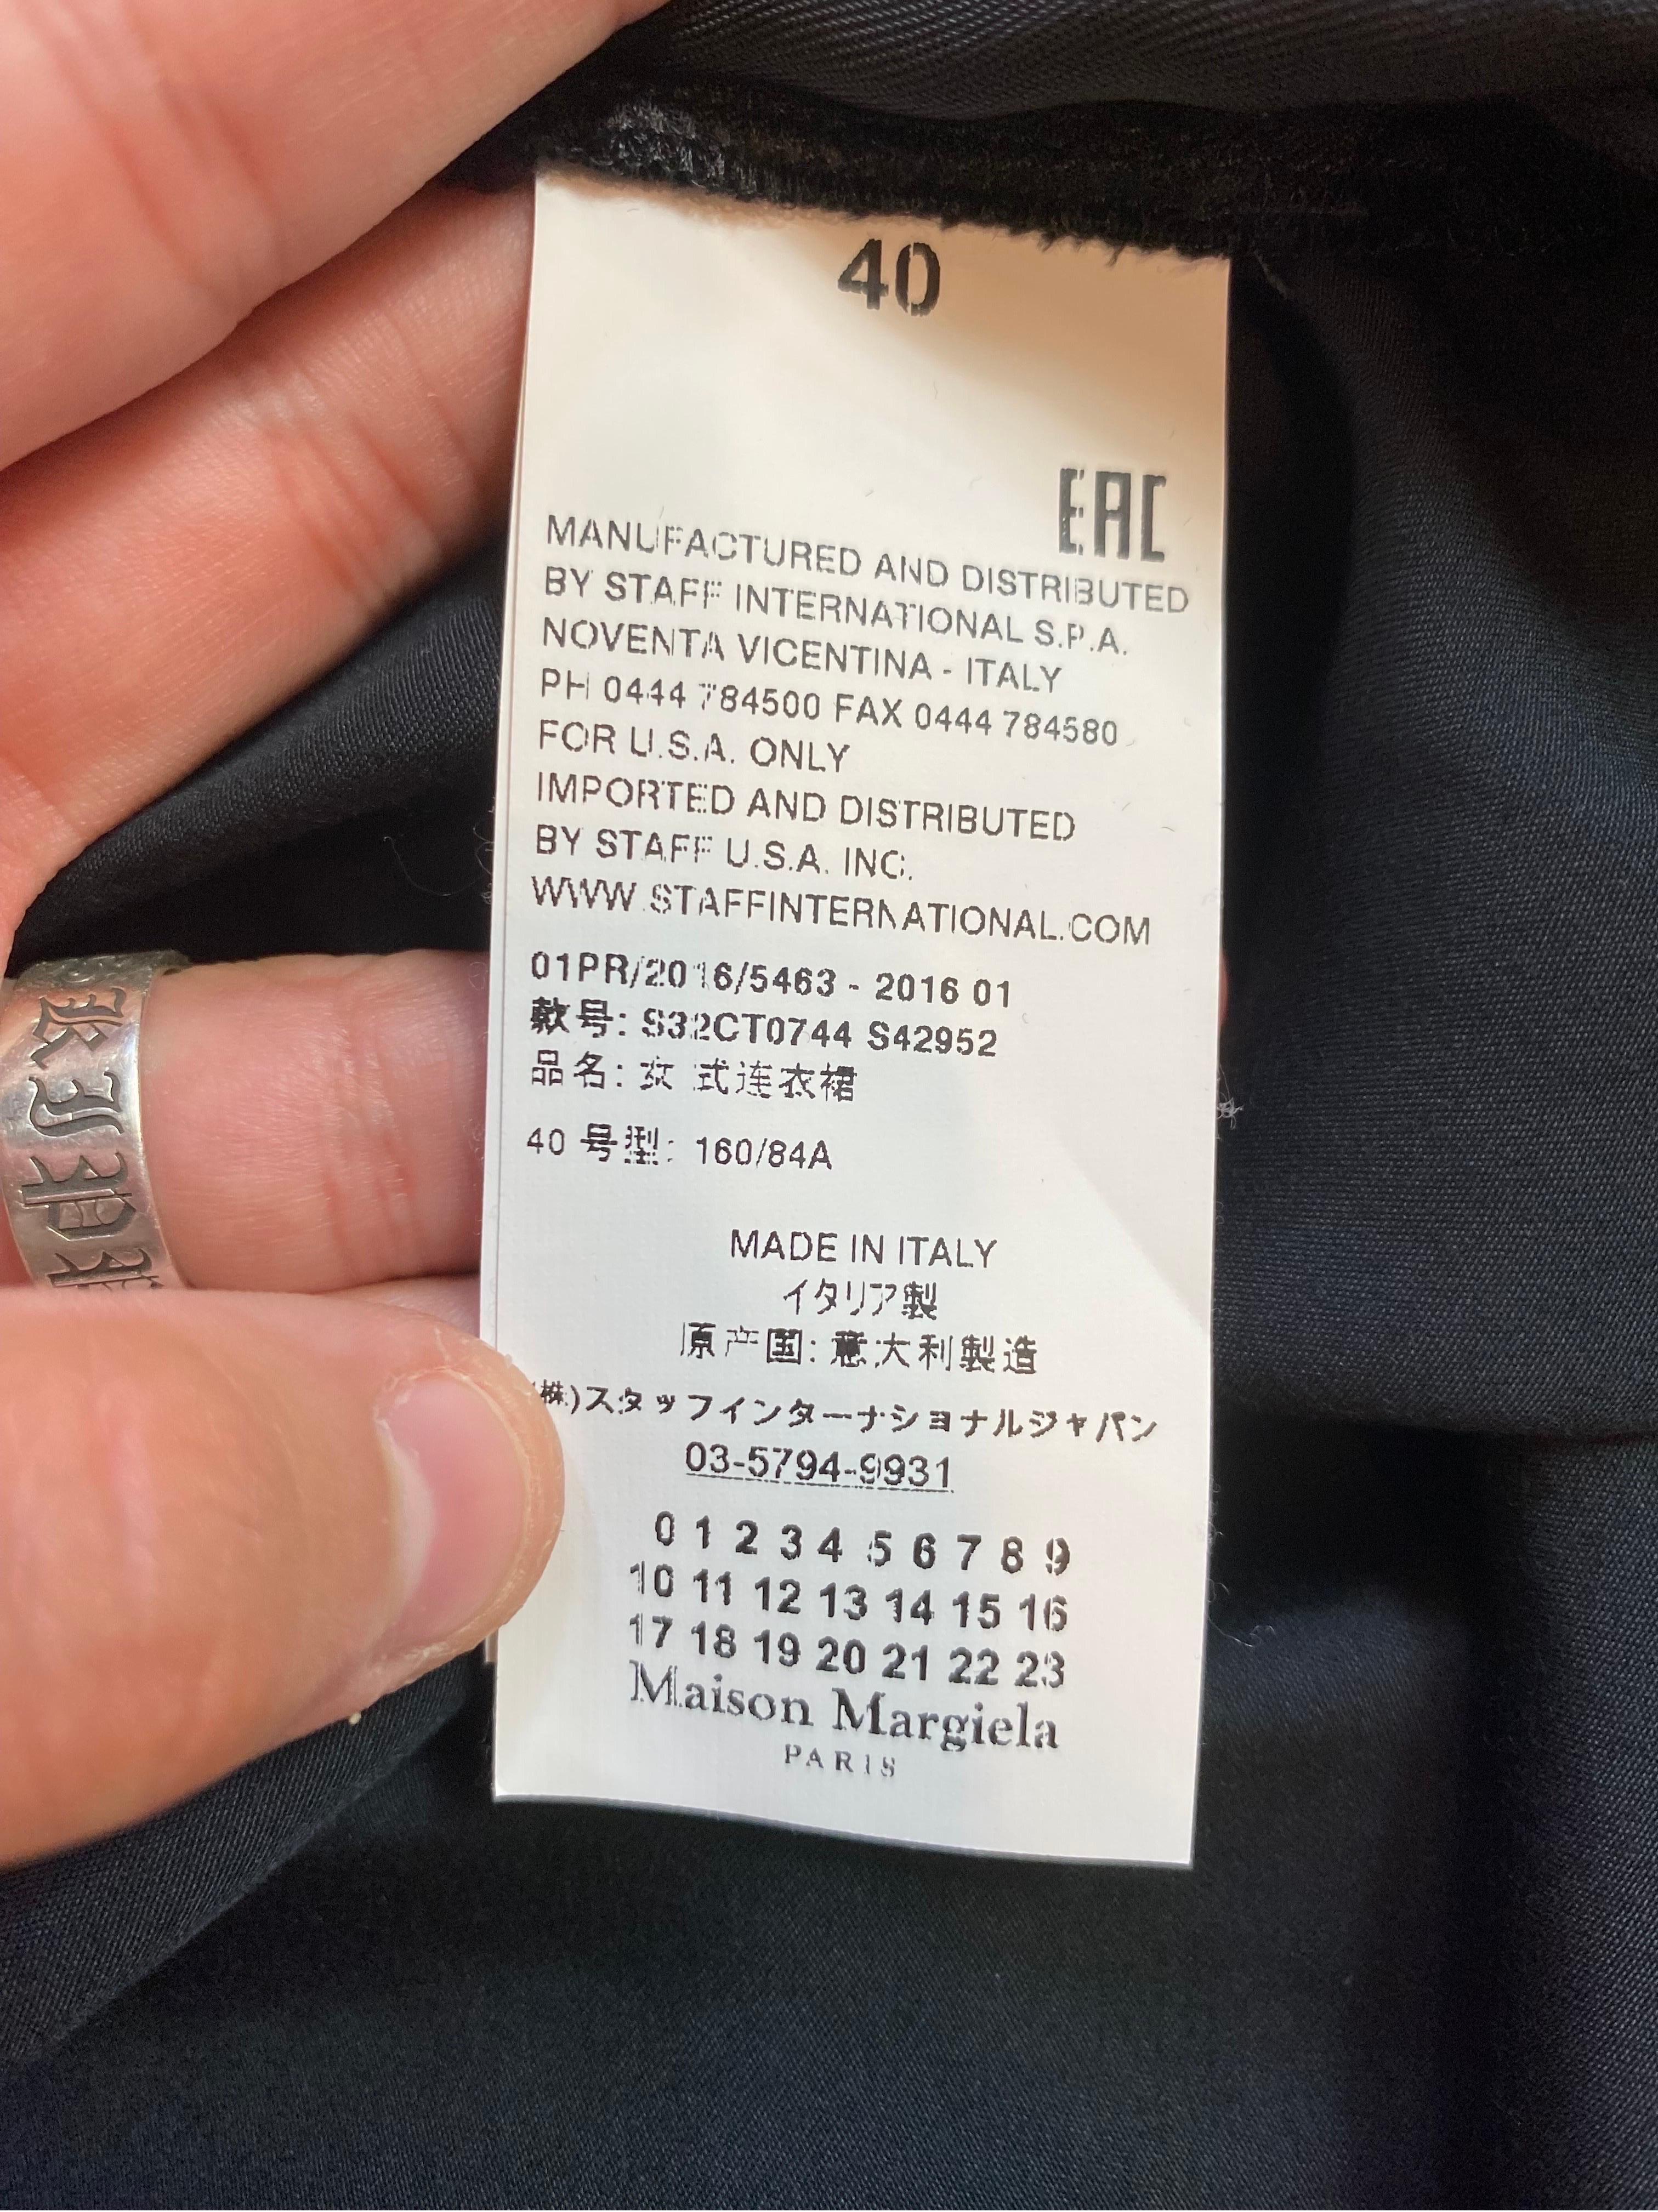 40
EAC
MANUFACTURED AND DISTRIBUTED
BY STAFF INTERNATIONAL S.P.A.
NOVENTA VICENTINA - ITALY
PH 0444 784500 FAX 0444 784580
FOR U.S.A. ONLY
IMPORTED AND DISTRIBUTED
BY STAFF U.S.A. INC.
WWW.STAFFINTERNATIONAL.COM
01PR/2016/5463 - 2016 01
款号: S32CT0744 S42952
品名: 女式连衣裙
40 号型: 160/84A
MADE IN ITALY
イタリア製
原产国: 意大利製造
(株)スタッフインターナショナルジャパン
03-5794-9931
0 1 2 3 4 5 6 7 8 9
10 11 12 13 14 15 16
17 18 19 20 21 22 23
Maison Margiela
PARIS